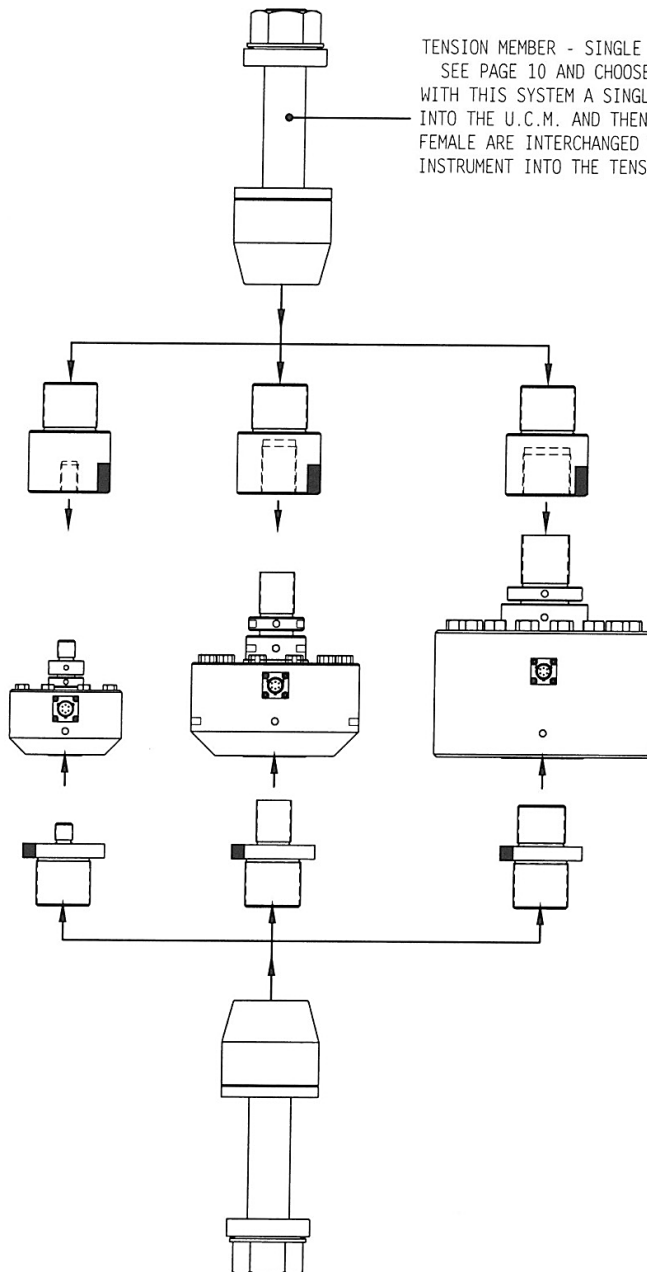 TENSION MEMBER - SINGLE
SEE PAGE 10 AND CHOOSE
WITH THIS SYSTEM A SINGL
INTO THE U.C.M. AND THEN
FEMALE ARE INTERCHANGED
INSTRUMENT INTO THE TENS